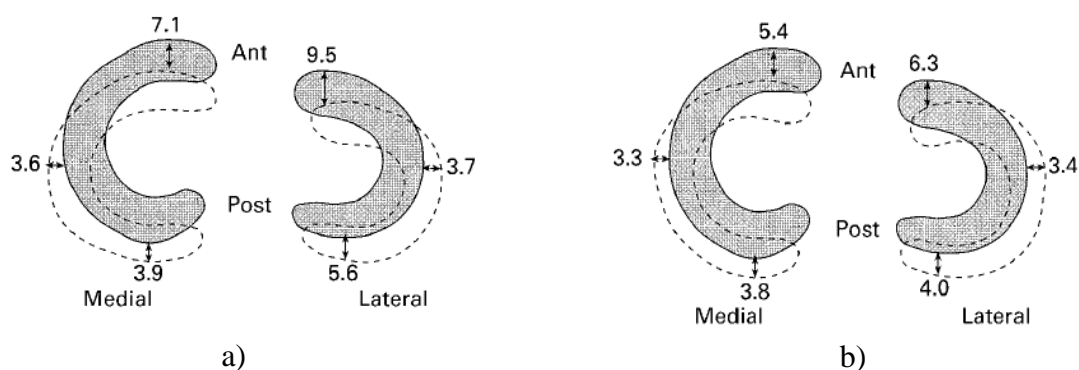 7.1
Ant
9.5
3.6
3.7
Post
3.9
5.6
Medial
Lateral
a)
5.4
Ant
6.3
3.3
3.4
Post
3.8
4.0
Medial
Lateral
b)